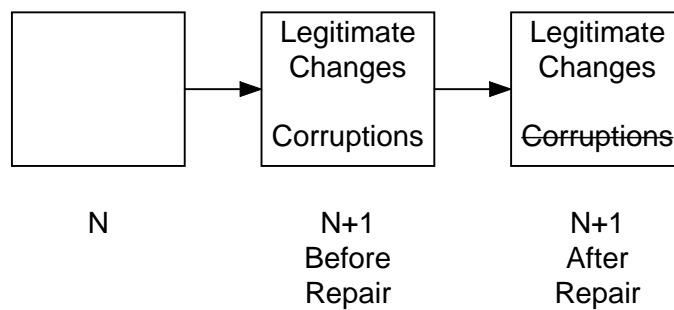 Legitimate
Changes
Corruptions
Legitimate
Changes
Corruptions
N
N+1
Before
Repair
N+1
After
Repair